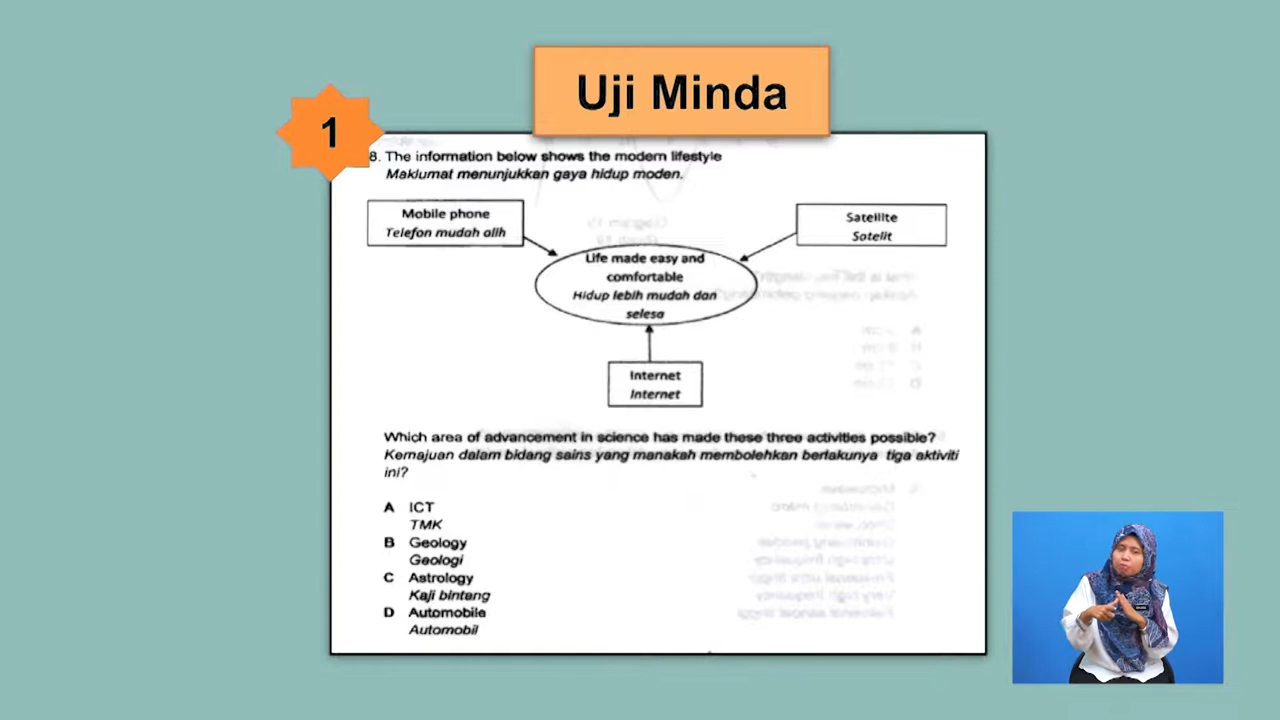 Uji Minda
1
8. The information below shows the modern lifestyle
Maklumat menunjukkan gaya hidup moden.
Mobile phone
Telefon mudah alih
Satellite
Satelit
Life made easy and
comfortable
Hidup lebih mudah dan
selesa
Internet
Internet
Which area of advancement in science has made these three activities possible?
Kemajuan dalam bidang sains yang manakah membolehkan berlakunya tiga aktiviti
ini?
A ICT
TMK
B Geology
Geologi
C Astrology
Kaji bintang
D Automobile
Automobil